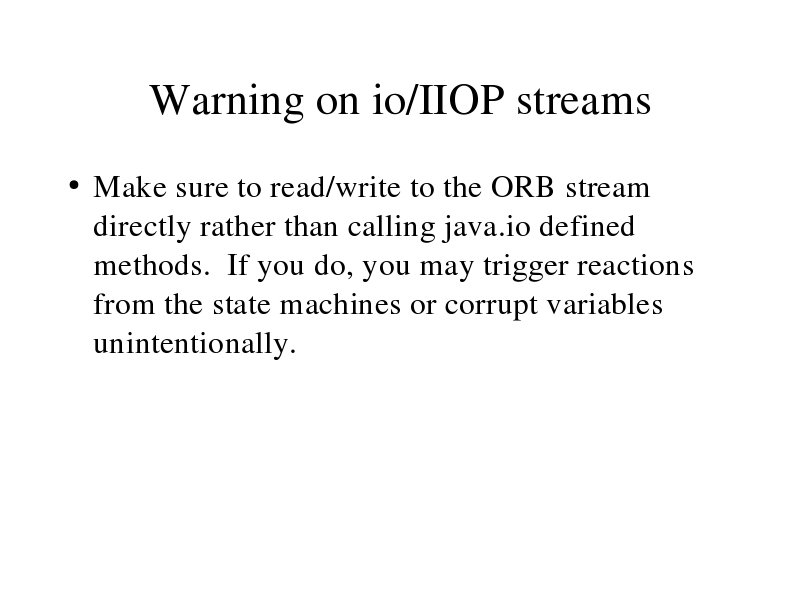 Warning on io/IIOP streams
• Make sure to read/write to the ORB stream
directly rather than calling java.io defined
methods.  If you do, you may trigger reactions
from the state machines or corrupt variables
unintentionally.